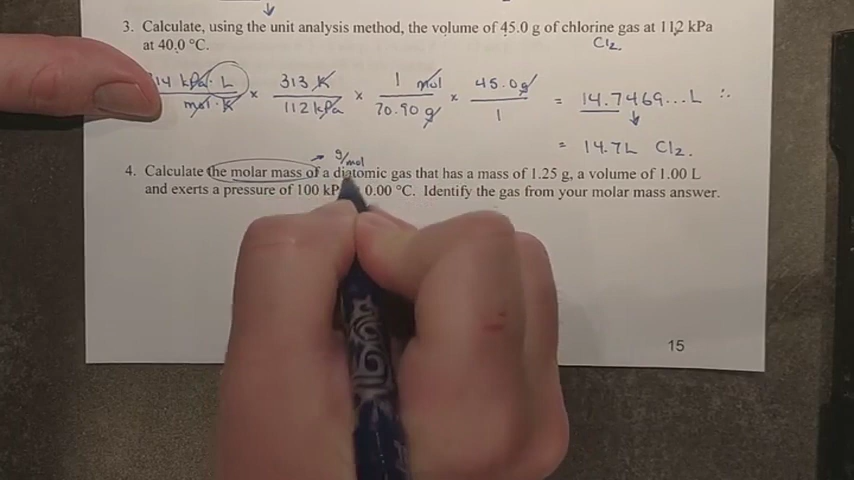 3. Calculate, using the unit analysis method, the volume of 45.0 g of chlorine gas at 112 kPa
at 40.0 °C.
Cl₂
14 kPa·L / mol·K × 313 K / 112 kPa × 1 mol / 70.90 g × 45.0 g / 1 = 14.7469...L ∴
= 14.7L Cl₂.
g/mol
4. Calculate the molar mass of a diatomic gas that has a mass of 1.25 g, a volume of 1.00 L
and exerts a pressure of 100 0.00 °C. Identify the gas from your molar mass answer.
15